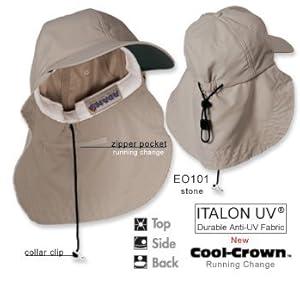 zipper pocket
running change
EO101
stone
collar clip
Top
Side
Back
ITALON UV®
Durable Anti-UV Fabric
New
Cool-Crown™
Running Change